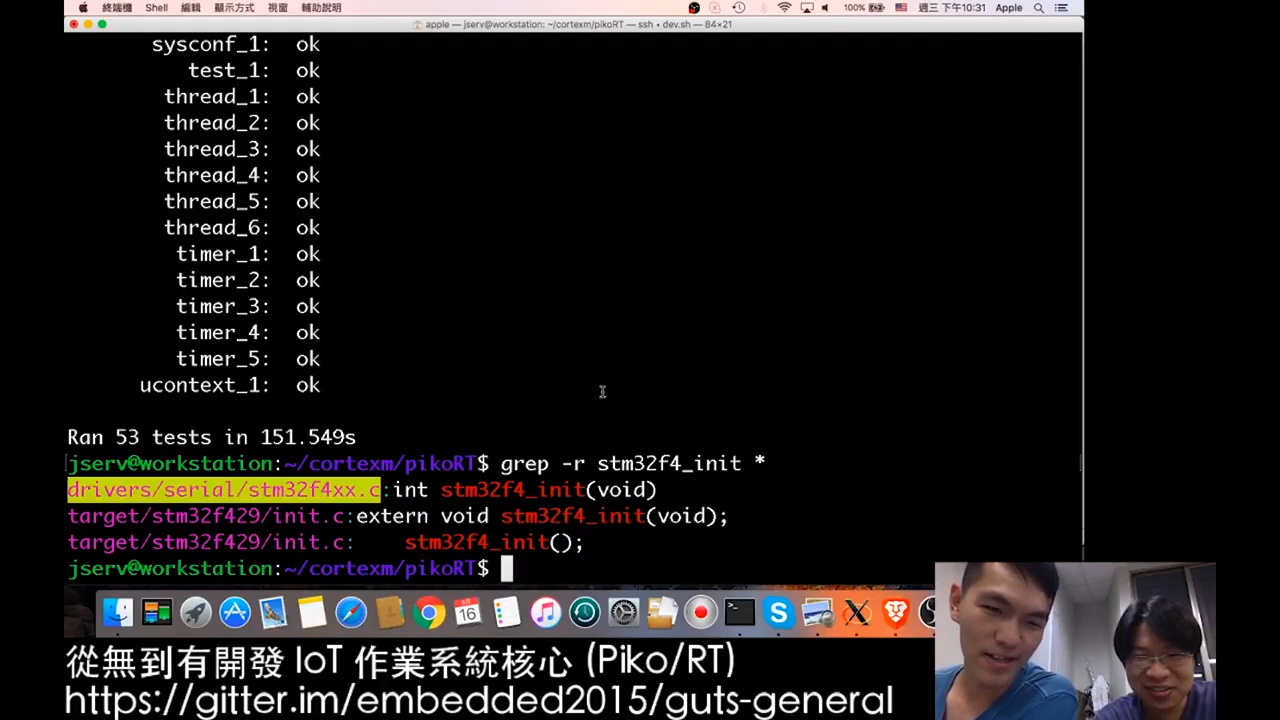 終端機 Shell 編輯 顯示方式 視窗 輔助說明 100% 週三 下午10:31 Apple
apple — jserv@workstation: ~/cortexm/pikoRT — ssh • dev.sh — 84×21
sysconf_1: ok
test_1: ok
thread_1: ok
thread_2: ok
thread_3: ok
thread_4: ok
thread_5: ok
thread_6: ok
timer_1: ok
timer_2: ok
timer_3: ok
timer_4: ok
timer_5: ok
ucontext_1: ok
Ran 53 tests in 151.549s
jserv@workstation:~/cortexm/pikoRT$ grep -r stm32f4_init *
drivers/serial/stm32f4xx.c:int stm32f4_init(void)
target/stm32f429/init.c:extern void stm32f4_init(void);
target/stm32f429/init.c: stm32f4_init();
jserv@workstation:~/cortexm/pikoRT$
16
從無到有開發 IoT 作業系統核心 (Piko/RT)
https://gitter.im/embedded2015/guts-general